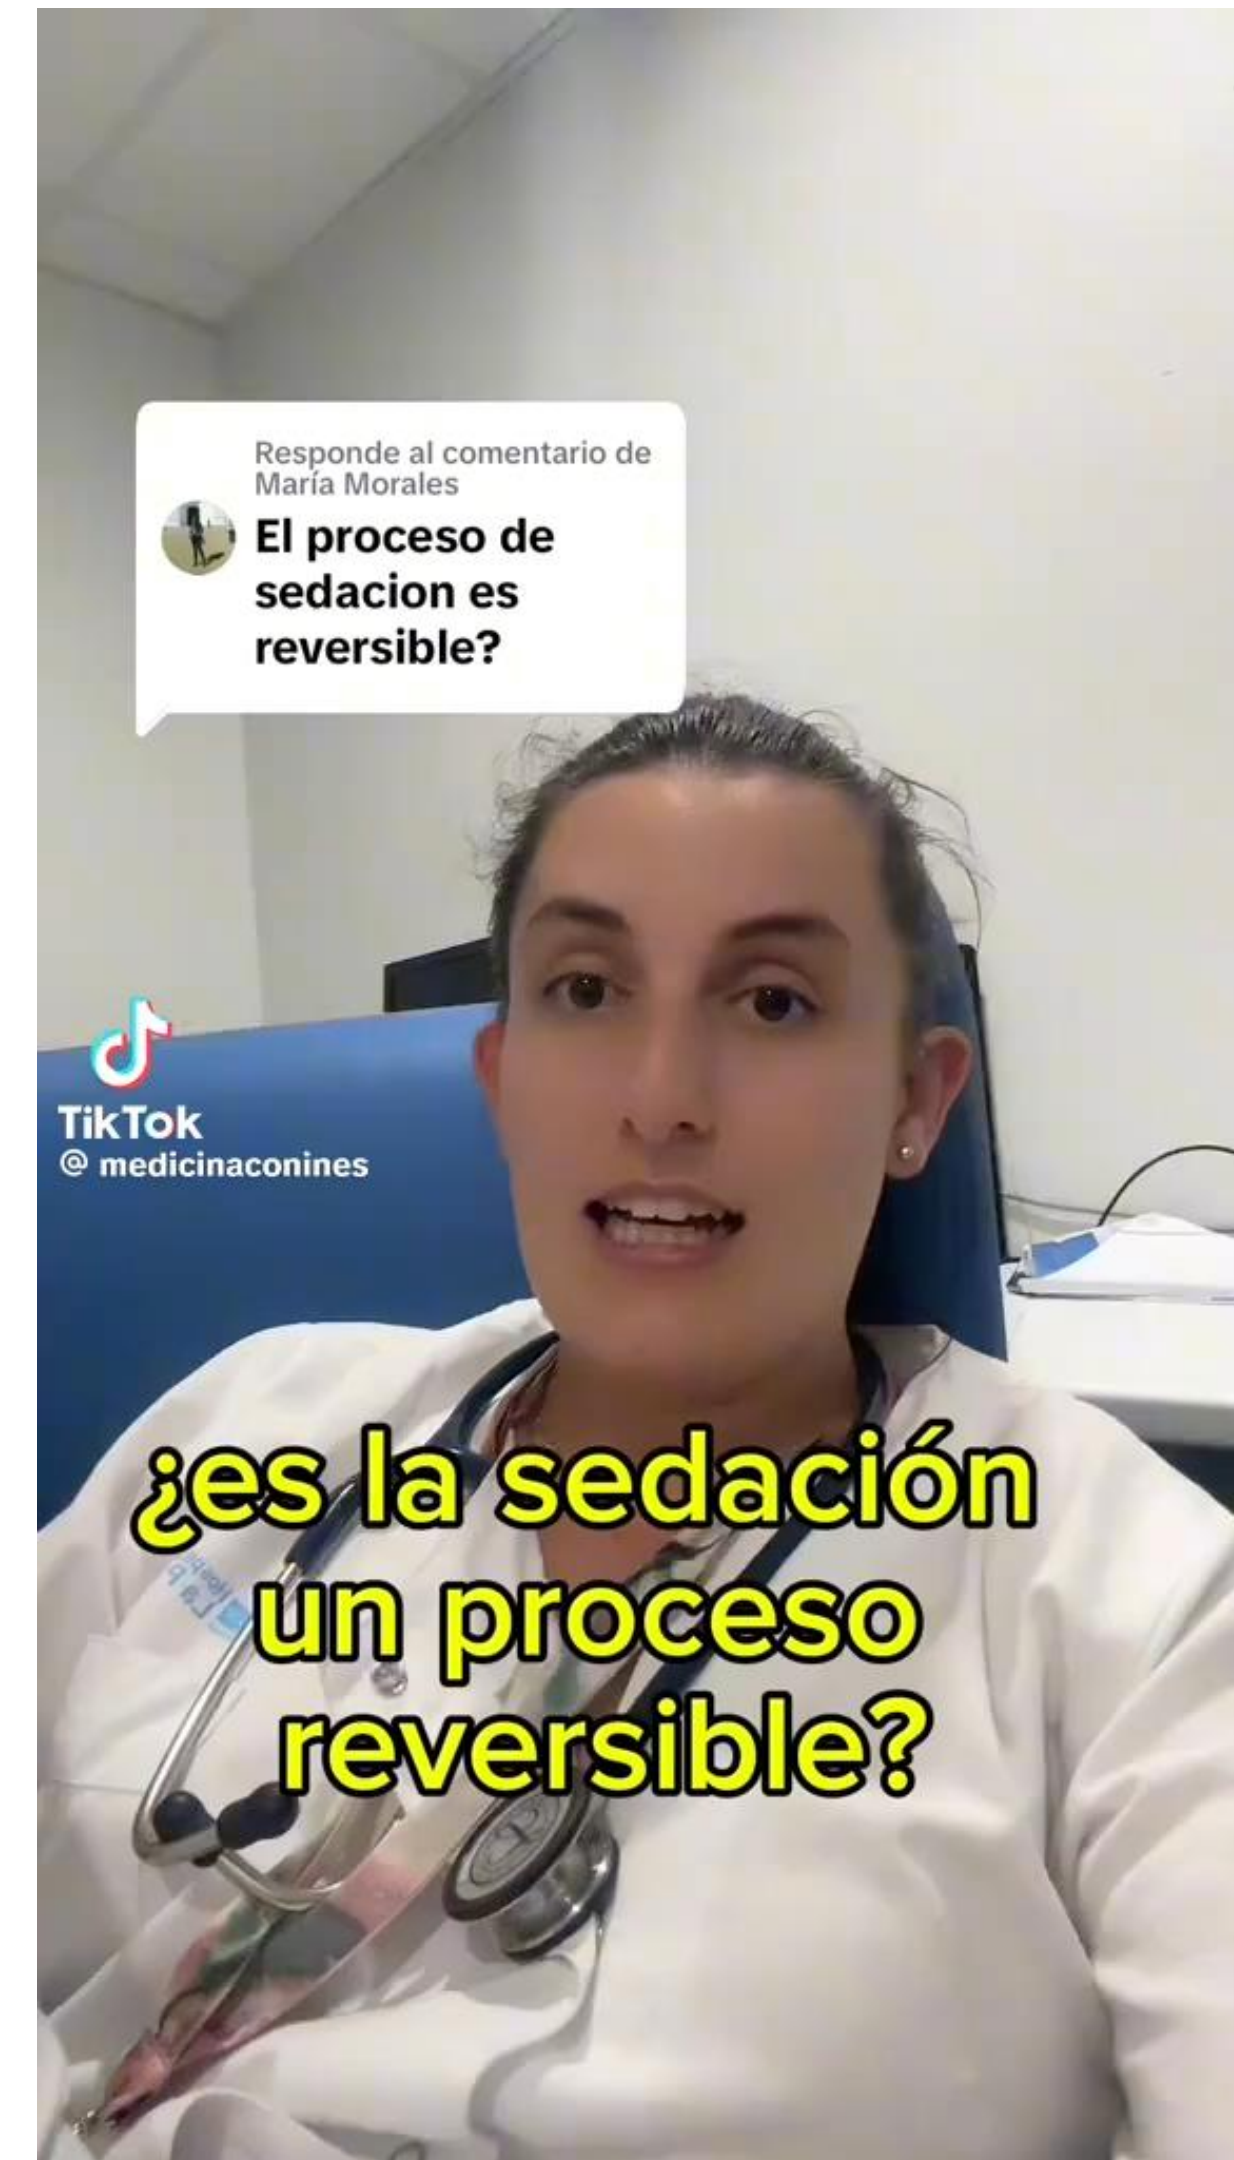 Responde al comentario de
María Morales
El proceso de
sedacion es
reversible?
TikTok
@ medicinaconines
¿es la sedación
un proceso
reversible?